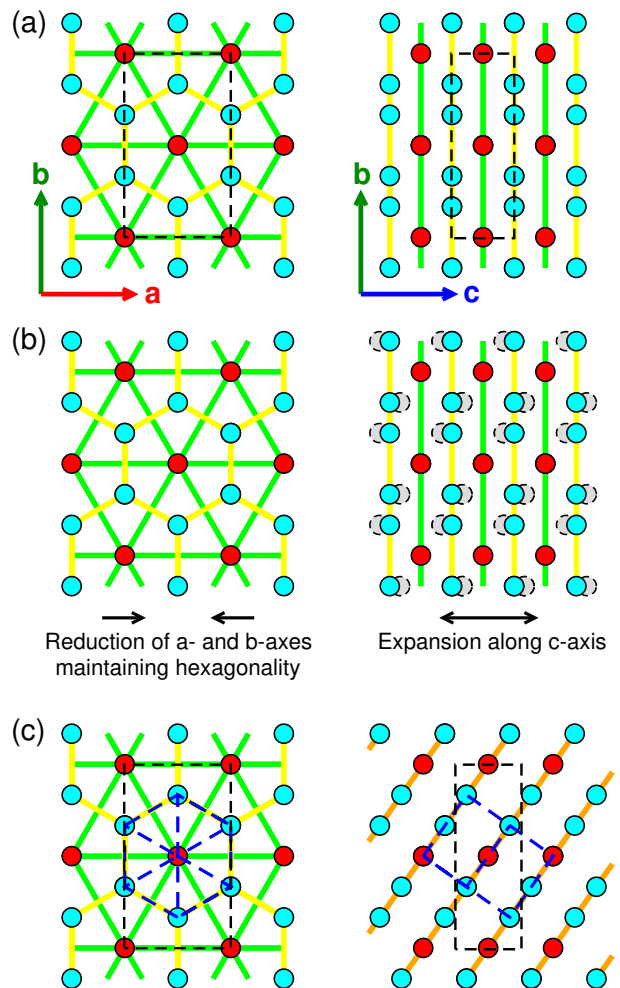 (a)
b
a
b
c
(b)
Reduction of a- and b-axes
maintaining hexagonality
Expansion along c-axis
(c)